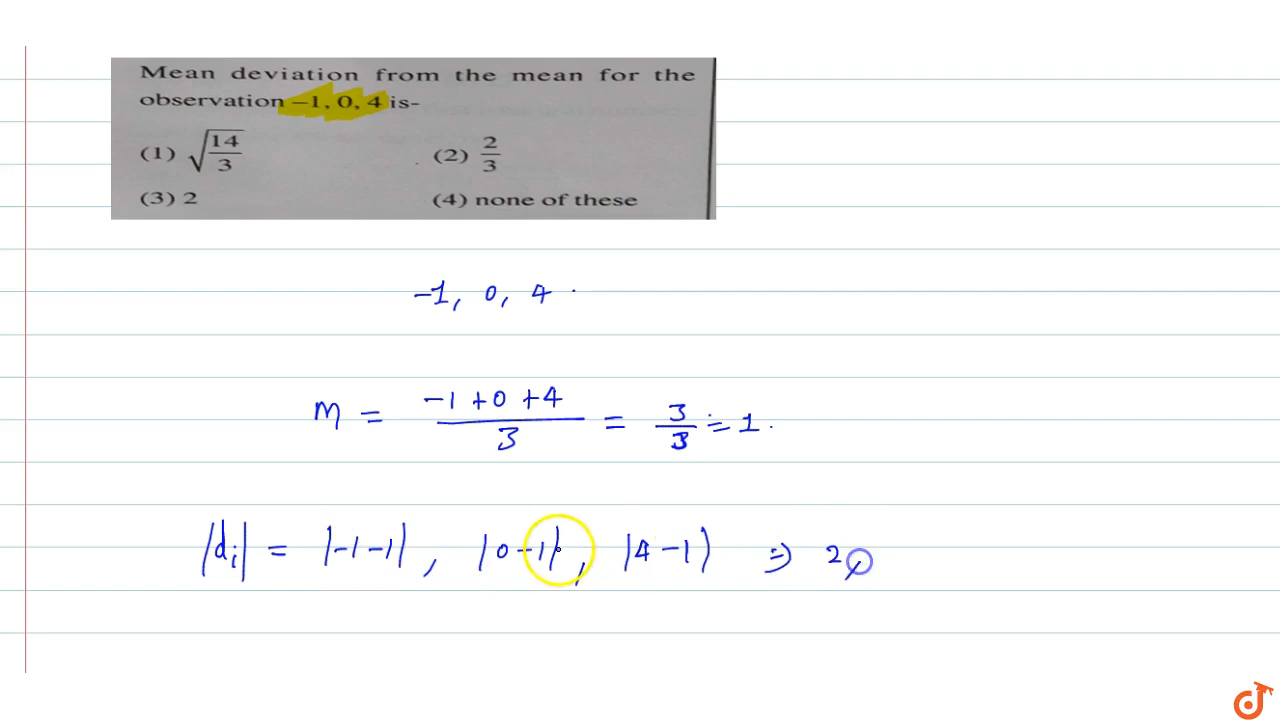 Mean deviation from the mean for the
observation −1, 0, 4 is-
(1) √14/3 (2) 2/3
(3) 2 (4) none of these
-1, 0, 4 .
m = -1 +0 +4 / 3 = 3/3 = 1.
|di| = |-1-1|, |0-1|, |4-1| ⇒ 2,